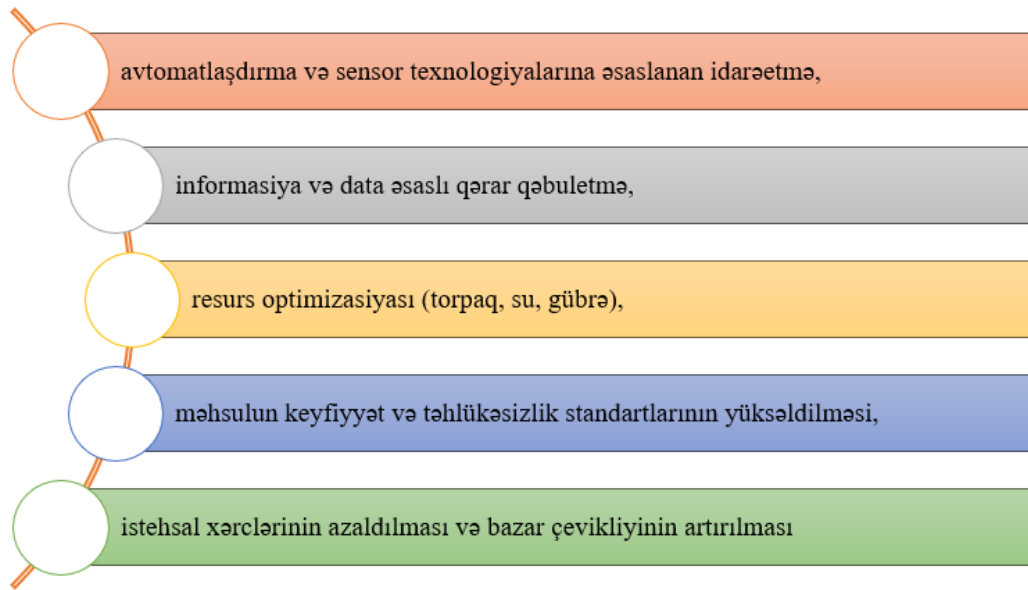 avtomatlaşdırma və sensor texnologiyalarına əsaslanan idarəetmə,
informasiya və data əsaslı qərar qəbuletmə,
resurs optimizasiyası (torpaq, su, gübrə),
məhsulun keyfiyyət və təhlükəsizlik standartlarının yüksəldilməsi,
istehsal xərclərinin azaldılması və bazar çevikliyinin artırılması